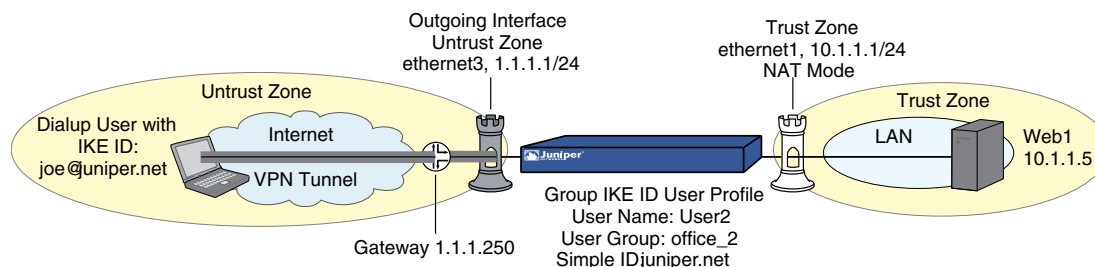 Outgoing Interface
Untrust Zone
ethernet3, 1.1.1.1/24
Trust Zone
ethernet1, 10.1.1.1/24
NAT Mode
Untrust Zone
Dialup User with
IKE ID:
joe@juniper.net
Internet
VPN Tunnel
Juniper
Trust Zone
LAN
Web1
10.1.1.5
Gateway 1.1.1.250
Group IKE ID User Profile
User Name: User2
User Group: office_2
Simple IDjuniper.net